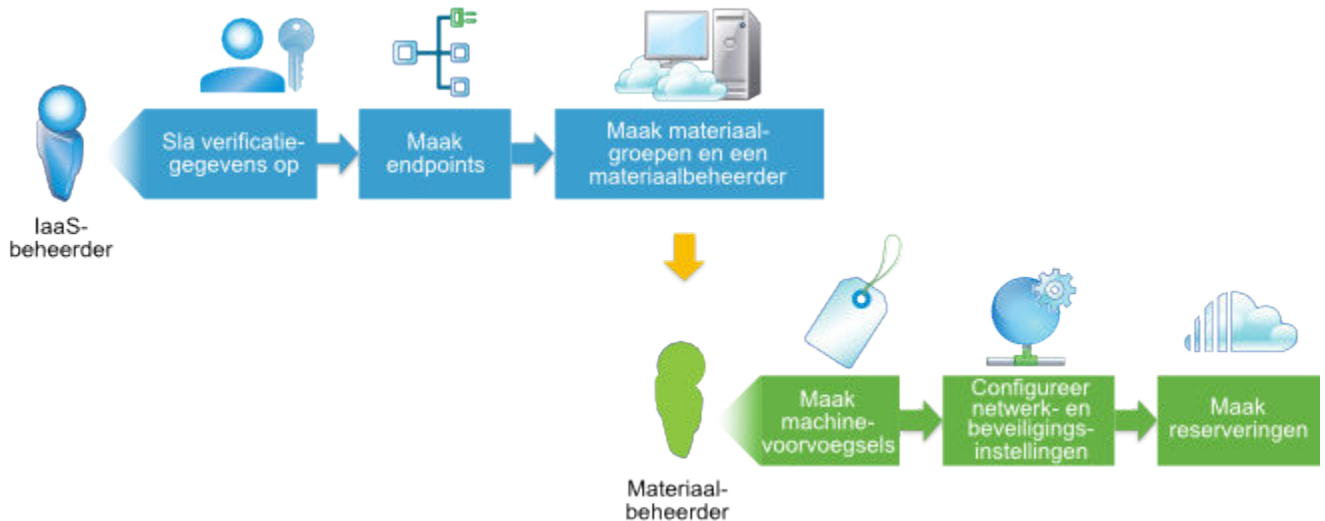 Sla verificatie-
gegevens op
Maak
endpoints
Maak materiaal-
groepen en een
materiaalbeheerder
IaaS-
beheerder
Maak
machine-
voorvoegsels
Configureer
netwerk- en
beveiligings-
instellingen
Maak
reserveringen
Materiaal-
beheerder